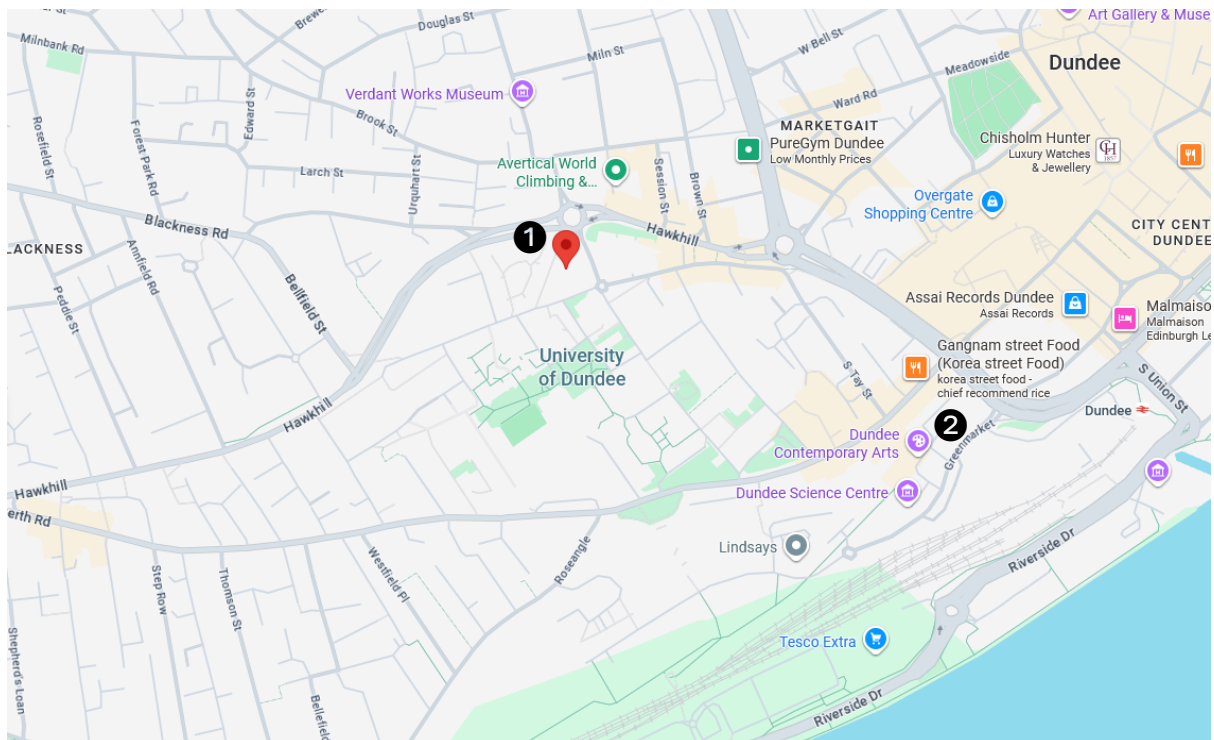 Art Gallery & Muse
Douglas St
Brewe
Milnbank Rd
Miln St
W Bell St
Meadowside
Dundee
Verdant Works Museum
Edward St
Brook St
Ward Rd
MARKETGAIT
PureGym Dundee
Low Monthly Prices
Chisholm Hunter
Luxury Watches
& Jewellery
CH
1857
Rosefield St
Forest Park Rd
Larch St
Urquhart St
Avertical World
Climbing &...
Session St
Brown St
Overgate
Shopping Centre
Blackness Rd
LACKNESS
1
Hawkhill
CITY CENT
DUNDEE
Annfield Rd
Peddie St
Bellfield St
Assai Records Dundee
Assai Records
Malmaiso
Malmaison
Edinburgh Le
University
of Dundee
Gangnam street Food
(Korea street Food)
korea street food -
chief recommend rice
S Tay St
S Union St
Hawkhill
Dundee
2
Dundee
Contemporary Arts
Greenmarket
Hawkhill
Dundee Science Centre
erth Rd
Lindsays
Roseangle
Westfield Pl
Step Row
Thomson St
Riverside Dr
Tesco Extra
Shepherd's Loan
Bellefiel
Riverside Dr